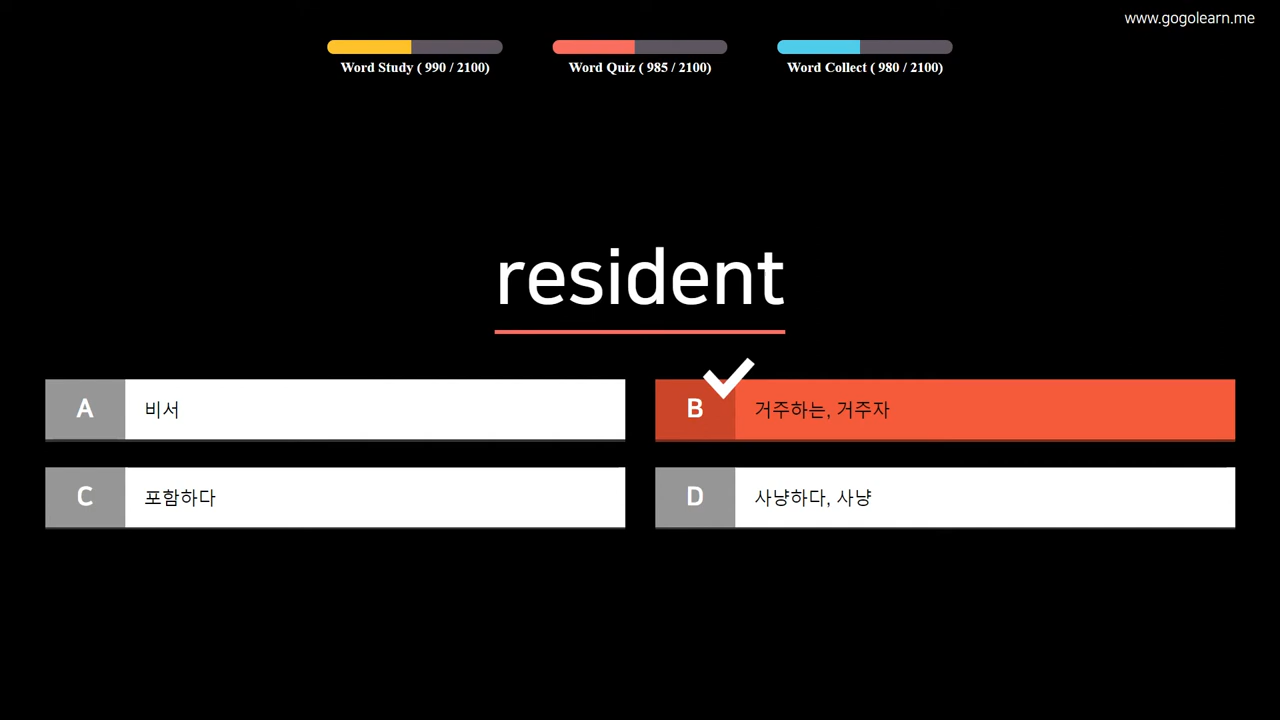 www.gogolearn.me
Word Study ( 990 / 2100)
Word Quiz ( 985 / 2100)
Word Collect ( 980 / 2100)
resident
A 비서
B 거주하는, 거주자
C 포함하다
D 사냥하다, 사냥